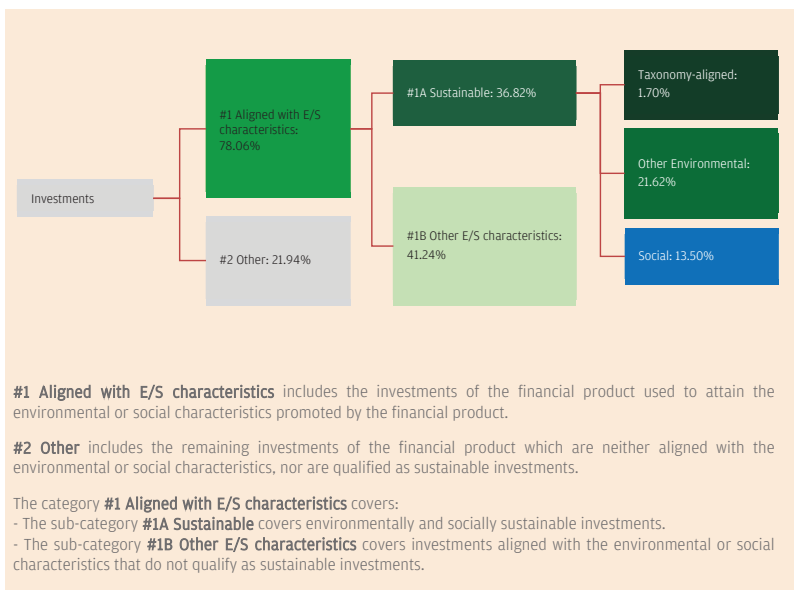 Investments
#1 Aligned with E/S
characteristics:
78.06%
#2 Other: 21.94%
#1A Sustainable: 36.82%
#1B Other E/S characteristics:
41.24%
Taxonomy-aligned:
1.70%
Other Environmental:
21.62%
Social: 13.50%
#1 Aligned with E/S characteristics includes the investments of the financial product used to attain the
environmental or social characteristics promoted by the financial product.
#2 Other includes the remaining investments of the financial product which are neither aligned with the
environmental or social characteristics, nor are qualified as sustainable investments.
The category #1 Aligned with E/S characteristics covers:
- The sub-category #1A Sustainable covers environmentally and socially sustainable investments.
- The sub-category #1B Other E/S characteristics covers investments aligned with the environmental or social
characteristics that do not qualify as sustainable investments.